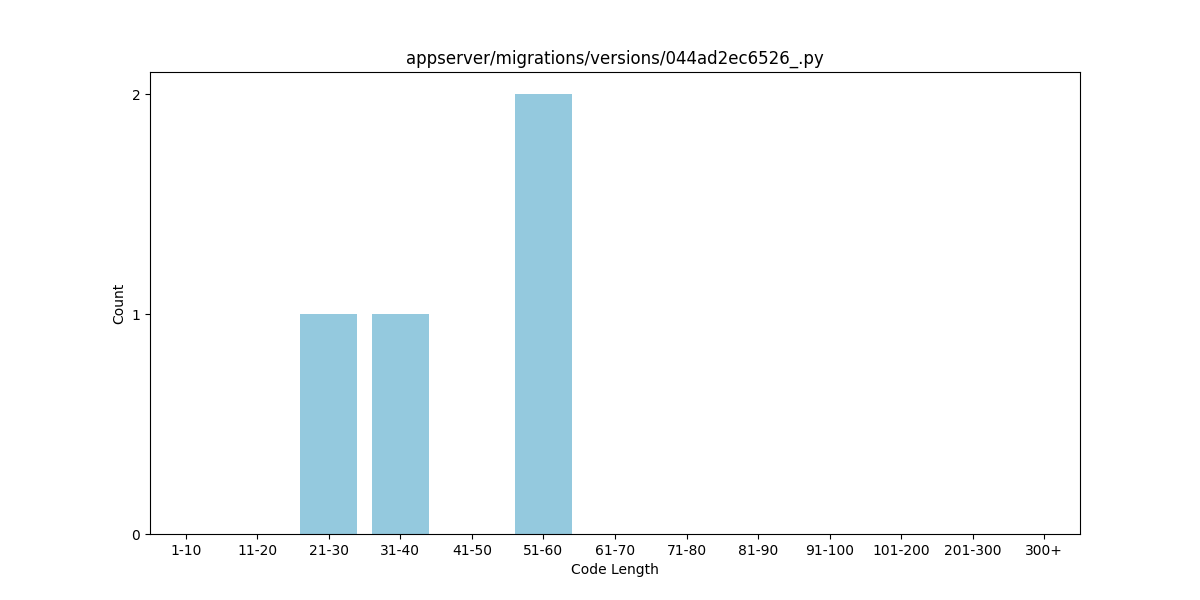 appserver/migrations/versions/044ad2ec6526_.py
2
1
0
Count
1-10 11-20 21-30 31-40 41-50 51-60 61-70 71-80 81-90 91-100 101-200 201-300 300+
Code Length